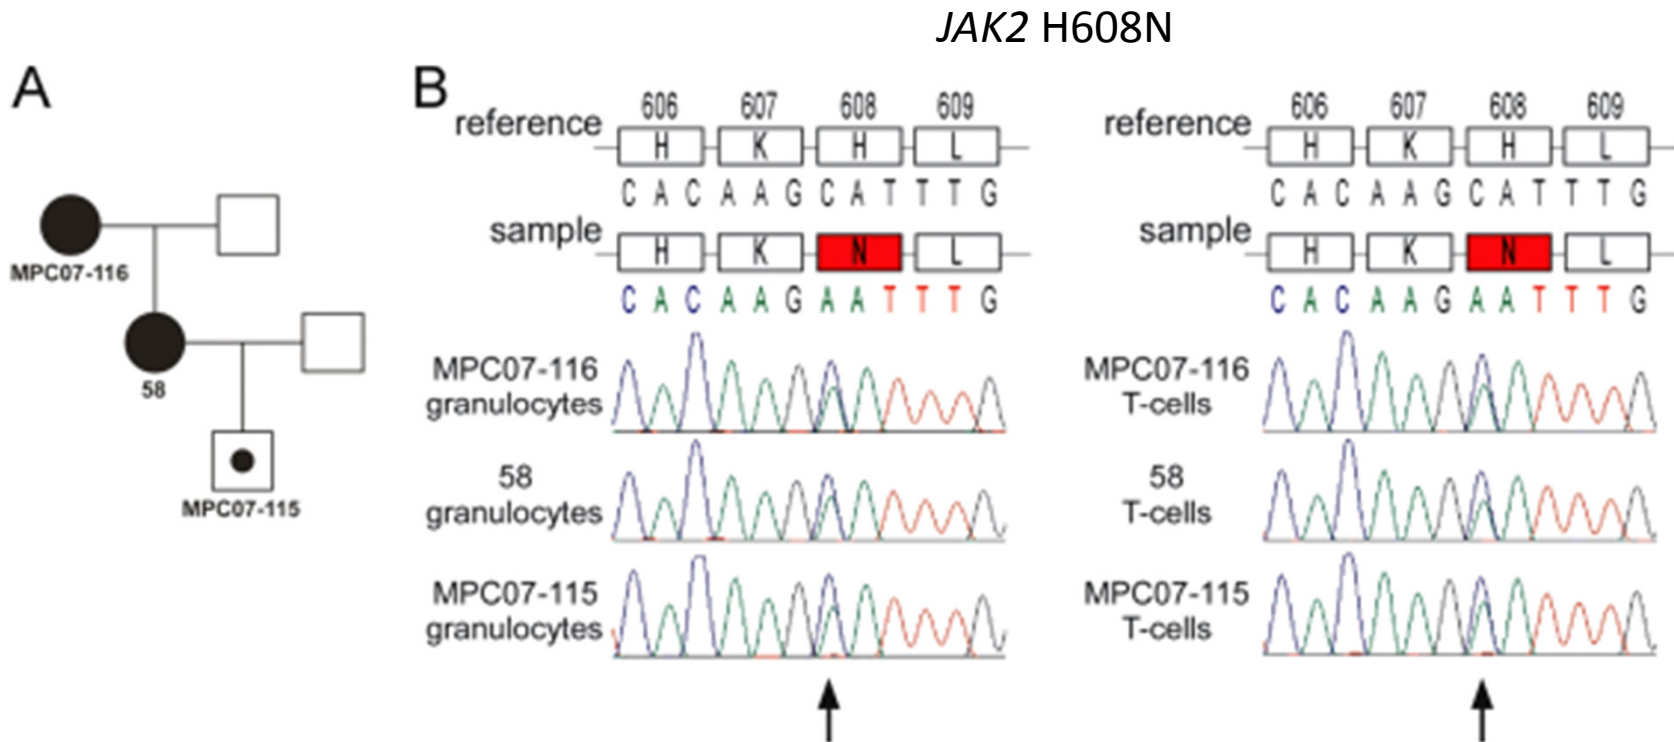 JAK2 H608N
A
MPC07-116
58
MPC07-115
B
606 607 608 609
reference
H K H L
C A C A A G C A T T T G
sample
H K N L
C A C A A G A A T T T G
MPC07-116
granulocytes
58
granulocytes
MPC07-115
granulocytes
606 607 608 609
reference
H K H L
C A C A A G C A T T T G
sample
H K N L
C A C A A G A A T T T G
MPC07-116
T-cells
58
T-cells
MPC07-115
T-cells